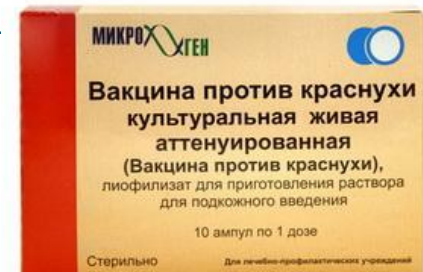 МИКРОГЕН
Вакцина против краснухи
культуральная живая
аттенуированная
(Вакцина против краснухи),
лиофилизат для приготовления раствора
для подкожного введения
10 ампул по 1 дозе
Стерильно
Для лечебно-профилактических учреждений